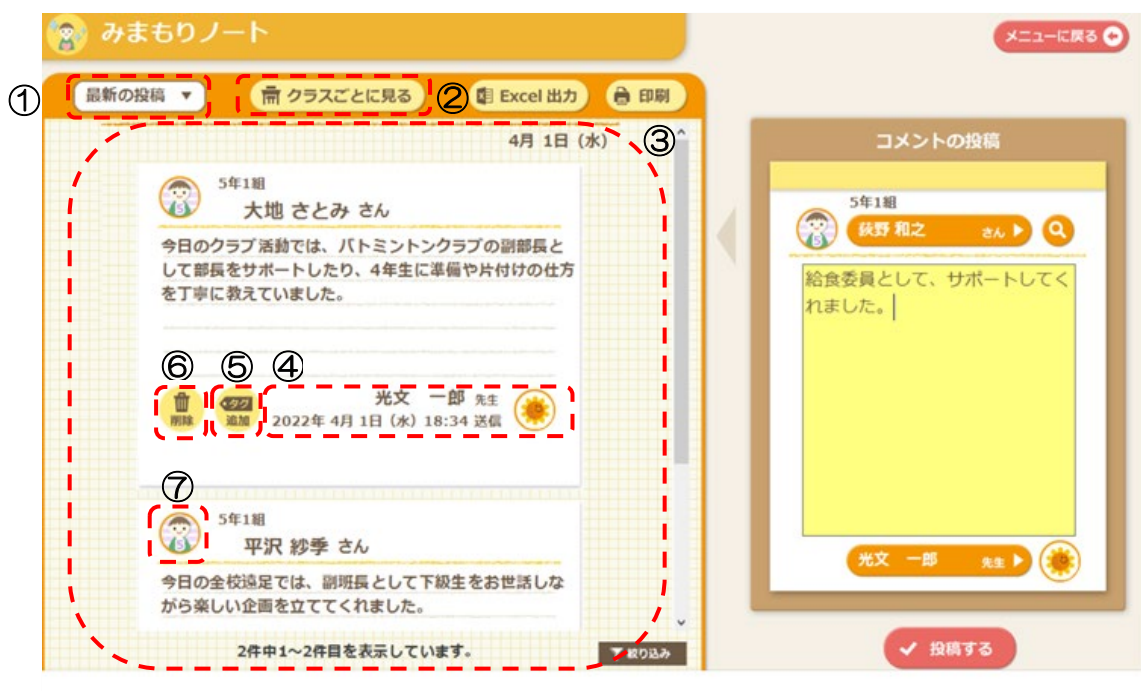 みまもりノート
メニューに戻る
①
最新の投稿 ▼
クラスごとに見る
②
Excel 出力
印刷
③
4月 1日 (水)
5年1組
大地 さとみ さん
今日のクラブ活動では、バトミントンクラブの副部長と
して部長をサポートしたり、4年生に準備や片付けの仕方
を丁寧に教えていました。
⑥
⑤
④
削除
タグ
追加
光文 一郎 先生
2022年 4月 1日 (水) 18:34 送信
⑦
5年1組
平沢 紗季 さん
今日の全校遠足では、副班長として下級生をお世話しな
がら楽しい企画を立ててくれました。
2件中1〜2件目を表示しています。
絞り込み
コメントの投稿
5年1組
荻野 和之 さん
給食委員として、サポートしてく
れました。
光文 一郎 先生
投稿する